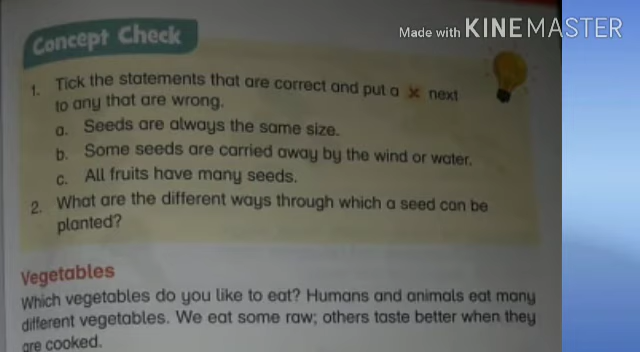 Made with KINEMASTER
Concept Check
1. Tick the statements that are correct and put a x next
to any that are wrong.
a. Seeds are always the same size.
b. Some seeds are carried away by the wind or water.
c. All fruits have many seeds.
2. What are the different ways through which a seed can be
planted?
Vegetables
Which vegetables do you like to eat? Humans and animals eat many
different vegetables. We eat some raw; others taste better when they
are cooked.